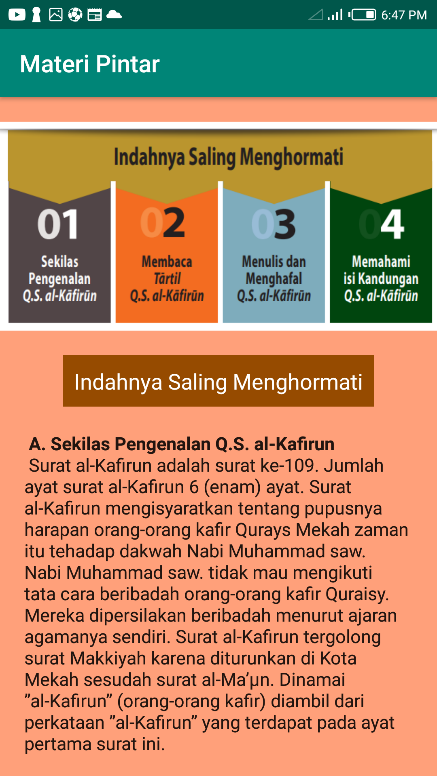 6:47 PM
Materi Pintar
Indahnya Saling Menghormati
01
Sekilas
Pengenalan
Q.S. al-Kāfirūn
02
Membaca
Tārtil
Q.S. al-Kāfirūn
03
Menulis dan
Menghafal
Q.S. al-Kāfirūn
04
Memahami
isi Kandungan
Q.S. al-Kāfirūn
Indahnya Saling Menghormati
A. Sekilas Pengenalan Q.S. al-Kafirun
Surat al-Kafirun adalah surat ke-109. Jumlah
ayat surat al-Kafirun 6 (enam) ayat. Surat
al-Kafirun mengisyaratkan tentang pupusnya
harapan orang-orang kafir Qurays Mekah zaman
itu tehadap dakwah Nabi Muhammad saw.
Nabi Muhammad saw. tidak mau mengikuti
tata cara beribadah orang-orang kafir Quraisy.
Mereka dipersilakan beribadah menurut ajaran
agamanya sendiri. Surat al-Kafirun tergolong
surat Makkiyah karena diturunkan di Kota
Mekah sesudah surat al-Ma’µn. Dinamai
”al-Kafirun” (orang-orang kafir) diambil dari
perkataan ”al-Kafirun” yang terdapat pada ayat
pertama surat ini.